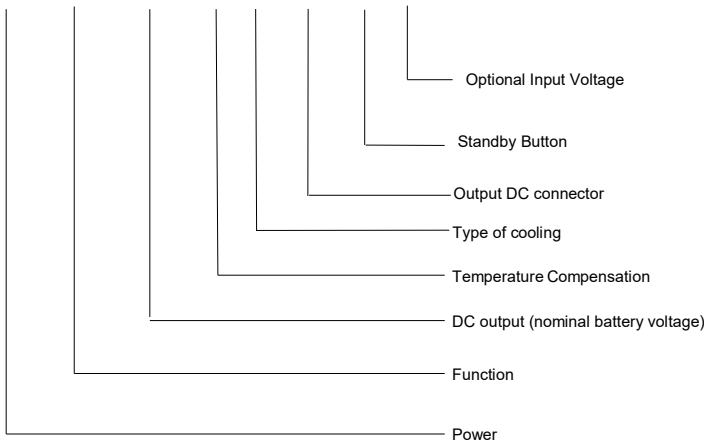 Optional Input Voltage
Standby Button
Output DC connector
Type of cooling
Temperature Compensation
DC output (nominal battery voltage)
Function
Power